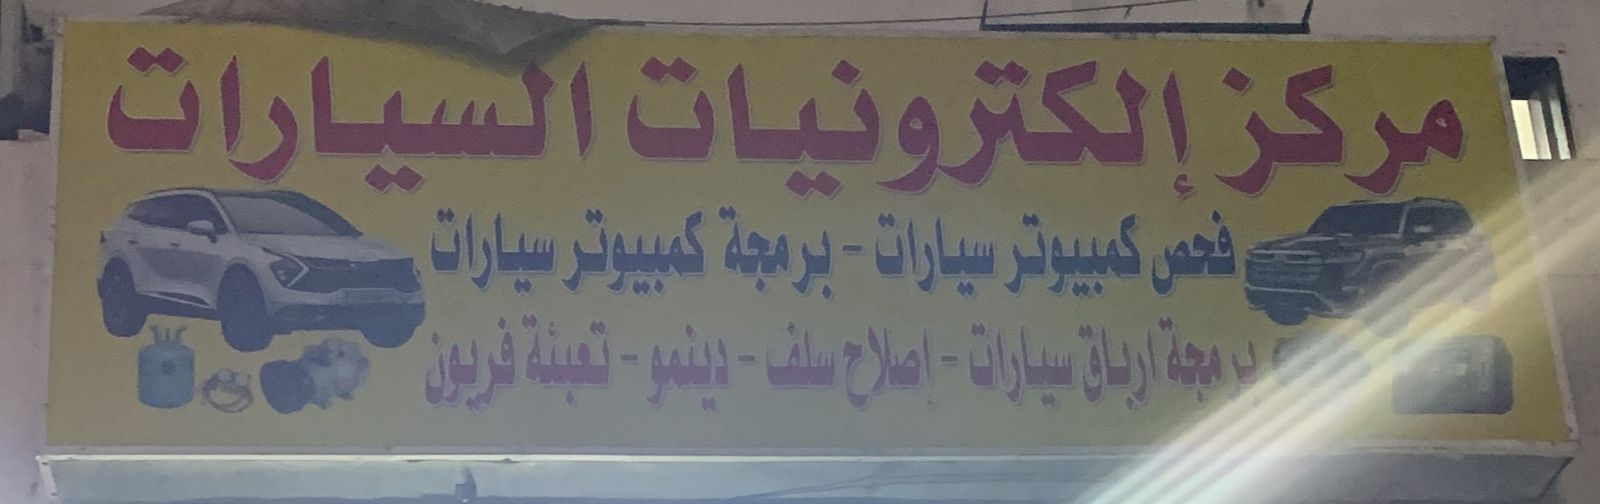 مركز إلكترونيات السيارات
فحص كمبيوتر سيارات - برمجة كمبيوتر سيارات
برمجة ارباق سيارات - إصلاح سلف - دينمو - تعبئة فريون